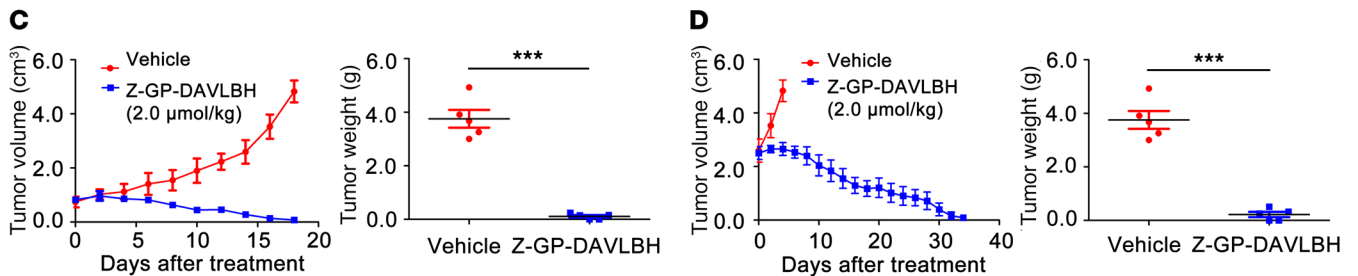 C
Tumor volume (cm³)
6.0
4.0
2.0
0.0
0
5
10
15
20
Days after treatment
Vehicle
Z-GP-DAVLBH
(2.0 μmol/kg)
Tumor weight (g)
6.0
4.0
2.0
0.0
***
Vehicle
Z-GP-DAVLBH
D
Tumor volume (cm³)
6.0
4.0
2.0
0.0
0
10
20
30
40
Days after treatment
Vehicle
Z-GP-DAVLBH
(2.0 μmol/kg)
Tumor weight (g)
6.0
4.0
2.0
0.0
***
Vehicle
Z-GP-DAVLBH